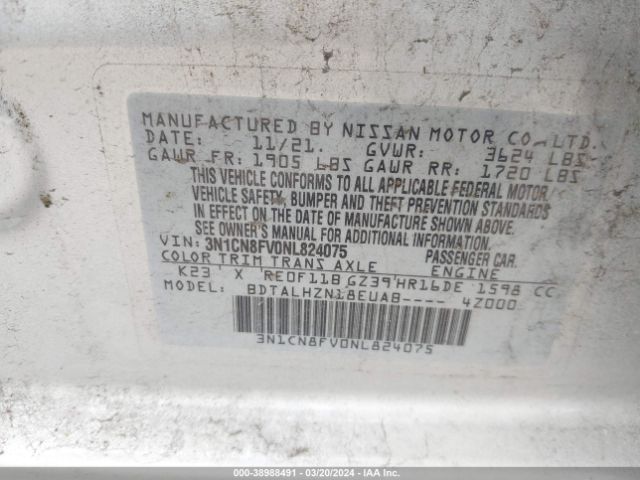 MANUFACTURED BY NISSAN MOTOR CO.,LTD.
DATE: 11/21. GVWR: 3624 LBS
GAWR FR: 1905 LBS GAWR RR: 1720 LBS
THIS VEHICLE CONFORMS TO ALL APPLICABLE FEDERAL MOTOR
VEHICLE SAFETY, BUMPER AND THEFT PREVENTION STANDARDS
IN EFFECT ON THE DATE OF MANUFACTURE SHOWN ABOVE.
SEE OWNER'S MANUAL FOR ADDITIONAL INFORMATION.
VIN: 3N1CN8FV0NL824075 PASSENGER CAR.
COLOR TRIM TRANS AXLE ENGINE
K23 X RE0F11B GZ39 HR16DE 1598 CC
MODEL: BDTALHZN18EUAB---- 4Z000
3N1CN8FV0NL824075
000-38988491 - 03/20/2024 - IAA Inc.